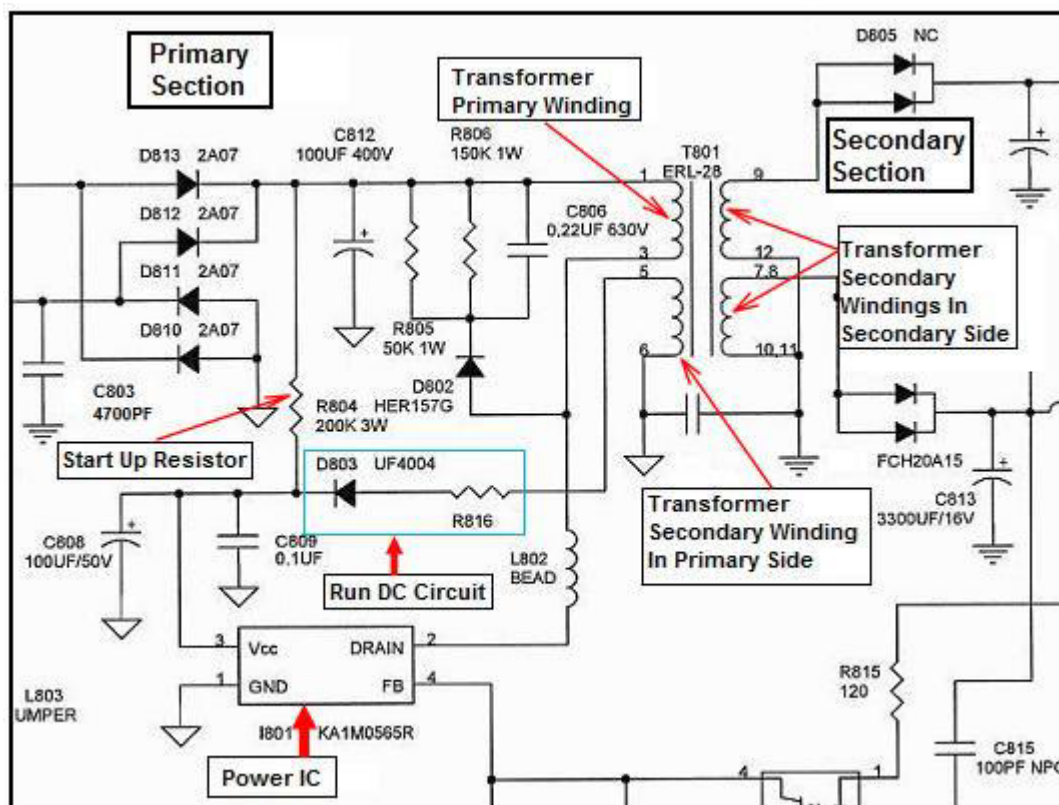 Primary
Section
Transformer
Primary Winding
D805 NC
Secondary
Section
D813 2A07
C812
100UF 400V
R806
150K 1W
T801
ERL-28
1
9
D812 2A07
C806
0,22UF 630V
3
12
D811 2A07
5
7,8
Transformer
Secondary
Windings In
Secondary Side
D810 2A07
R805
50K 1W
6
10,11
C803
4700PF
D802
HER157G
R804
200K 3W
Start Up Resistor
D803 UF4004
FCH20A15
R816
C813
3300UF/16V
Transformer
Secondary Winding
In Primary Side
C808
100UF/50V
C809
0.1UF
L802
BEAD
Run DC Circuit
3
Vcc
DRAIN
2
1
GND
FB
4
R815
120
L803
UMPER
I801
KA1M0565R
Power IC
C815
100PF NPO
4
1